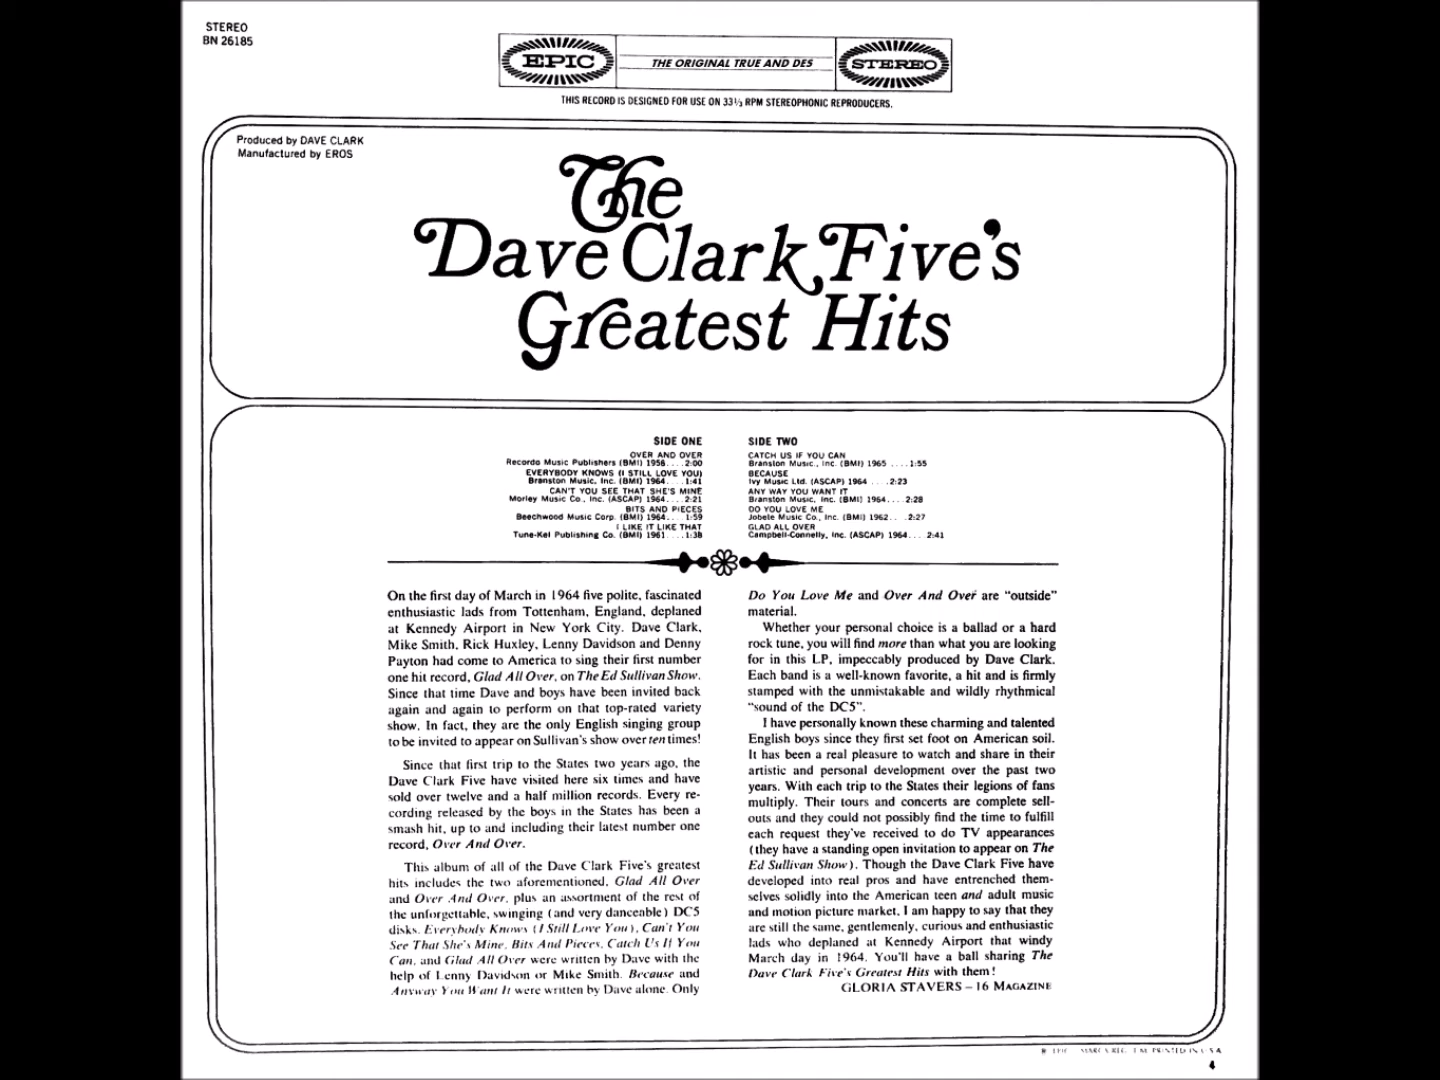 STEREO
BN 26185
EPIC
THE ORIGINAL TRUE AND DES
STEREO
THIS RECORD IS DESIGNED FOR USE ON 33⅓ RPM STEREOPHONIC REPRODUCERS.
Produced by DAVE CLARK
Manufactured by EROS
The
Dave Clark Five's
Greatest Hits
SIDE ONE
OVER AND OVER
Recordo Music Publishers (BMI) 1958....2:00
EVERYBODY KNOWS (I STILL LOVE YOU)
Branston Music, Inc. (BMI) 1964....1:41
CAN'T YOU SEE THAT SHE'S MINE
Morley Music Co., Inc. (ASCAP) 1964....2:21
BITS AND PIECES
Beechwood Music Corp. (BMI) 1964... 1:59
I LIKE IT LIKE THAT
Tune-Kel Publishing Co. (BMI) 1961....1:38
SIDE TWO
CATCH US IF YOU CAN
Branston Music., Inc. (BMI) 1965 ....1:55
BECAUSE
Ivy Music Ltd. (ASCAP) 1964 ....2:23
ANY WAY YOU WANT IT
Branston Music, Inc. (BMI) 1964....2:28
DO YOU LOVE ME
Jobete Music Co., Inc. (BMI) 1962.. .2:27
GLAD ALL OVER
Campbell-Connelly, Inc. (ASCAP) 1964... 2:41
On the first day of March in 1964 five polite, fascinated
enthusiastic lads from Tottenham, England, deplaned
at Kennedy Airport in New York City. Dave Clark,
Mike Smith, Rick Huxley, Lenny Davidson and Denny
Payton had come to America to sing their first number
one hit record, Glad All Over, on The Ed Sullivan Show.
Since that time Dave and boys have been invited back
again and again to perform on that top-rated variety
show. In fact, they are the only English singing group
to be invited to appear on Sullivan's show over ten times!
Since that first trip to the States two years ago, the
Dave Clark Five have visited here six times and have
sold over twelve and a half million records. Every re-
cording released by the boys in the States has been a
smash hit, up to and including their latest number one
record, Over And Over.
This album of all of the Dave Clark Five's greatest
hits includes the two aforementioned, Glad All Over
and Over And Over, plus an assortment of the rest of
the unforgettable, swinging (and very danceable) DC5
disks. Everybody Knows (I Still Love You), Can't You
See That She's Mine, Bits And Pieces, Catch Us If You
Can, and Glad All Over were written by Dave with the
help of Lenny Davidson or Mike Smith. Because and
Anyway You Want It were written by Dave alone. Only
Do You Love Me and Over And Over are "outside"
material.
Whether your personal choice is a ballad or a hard
rock tune, you will find more than what you are looking
for in this LP, impeccably produced by Dave Clark.
Each band is a well-known favorite, a hit and is firmly
stamped with the unmistakable and wildly rhythmical
"sound of the DC5".
I have personally known these charming and talented
English boys since they first set foot on American soil.
It has been a real pleasure to watch and share in their
artistic and personal development over the past two
years. With each trip to the States their legions of fans
multiply. Their tours and concerts are complete sell-
outs and they could not possibly find the time to fulfill
each request they've received to do TV appearances
(they have a standing open invitation to appear on The
Ed Sullivan Show). Though the Dave Clark Five have
developed into real pros and have entrenched them-
selves solidly into the American teen and adult music
and motion picture market, I am happy to say that they
are still the same, gentlemenly, curious and enthusiastic
lads who deplaned at Kennedy Airport that windy
March day in 1964. You'll have a ball sharing The
Dave Clark Five's Greatest Hits with them!
GLORIA STAVERS – 16 MAGAZINE
PRINTED IN U S A
4